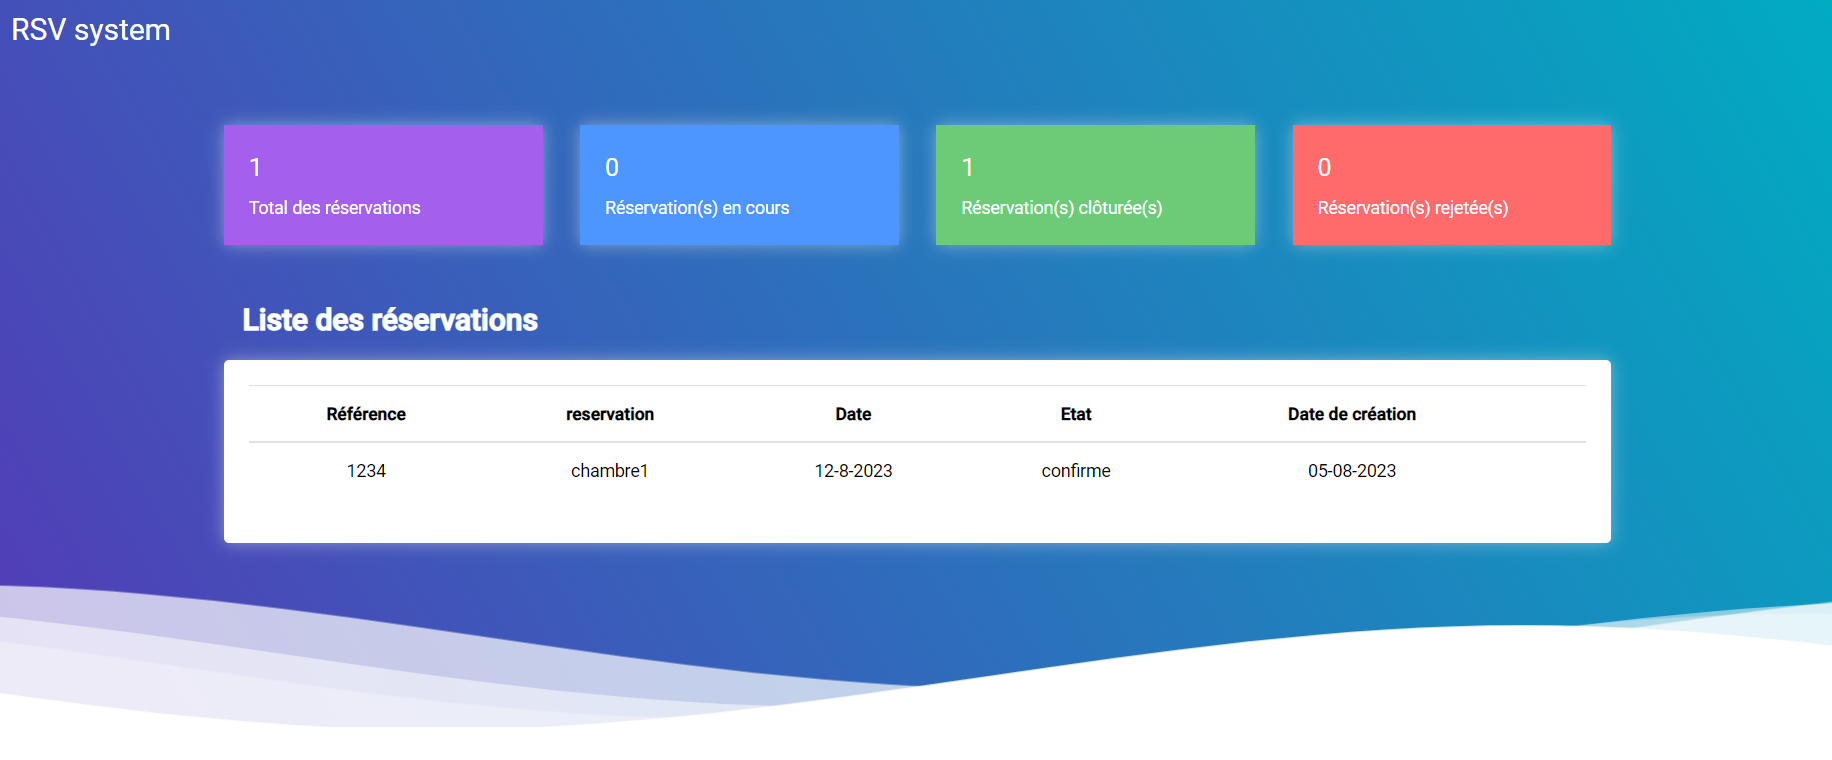 RSV system
1
Total des réservations
0
Réservation(s) en cours
1
Réservation(s) clôturée(s)
0
Réservation(s) rejetée(s)
Liste des réservations
Référence reservation Date Etat Date de création
1234 chambre1 12-8-2023 confirme 05-08-2023